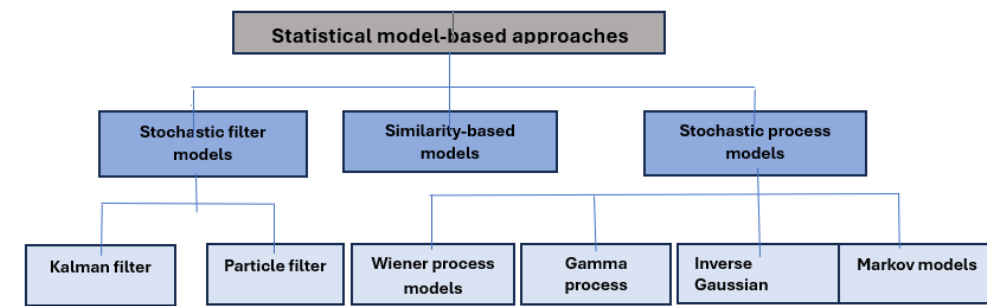 Statistical model-based approaches
Stochastic filter
models
Similarity-based
models
Stochastic process
models
Kalman filter
Particle filter
Wiener process
models
Gamma
process
Inverse
Gaussian
Markov models